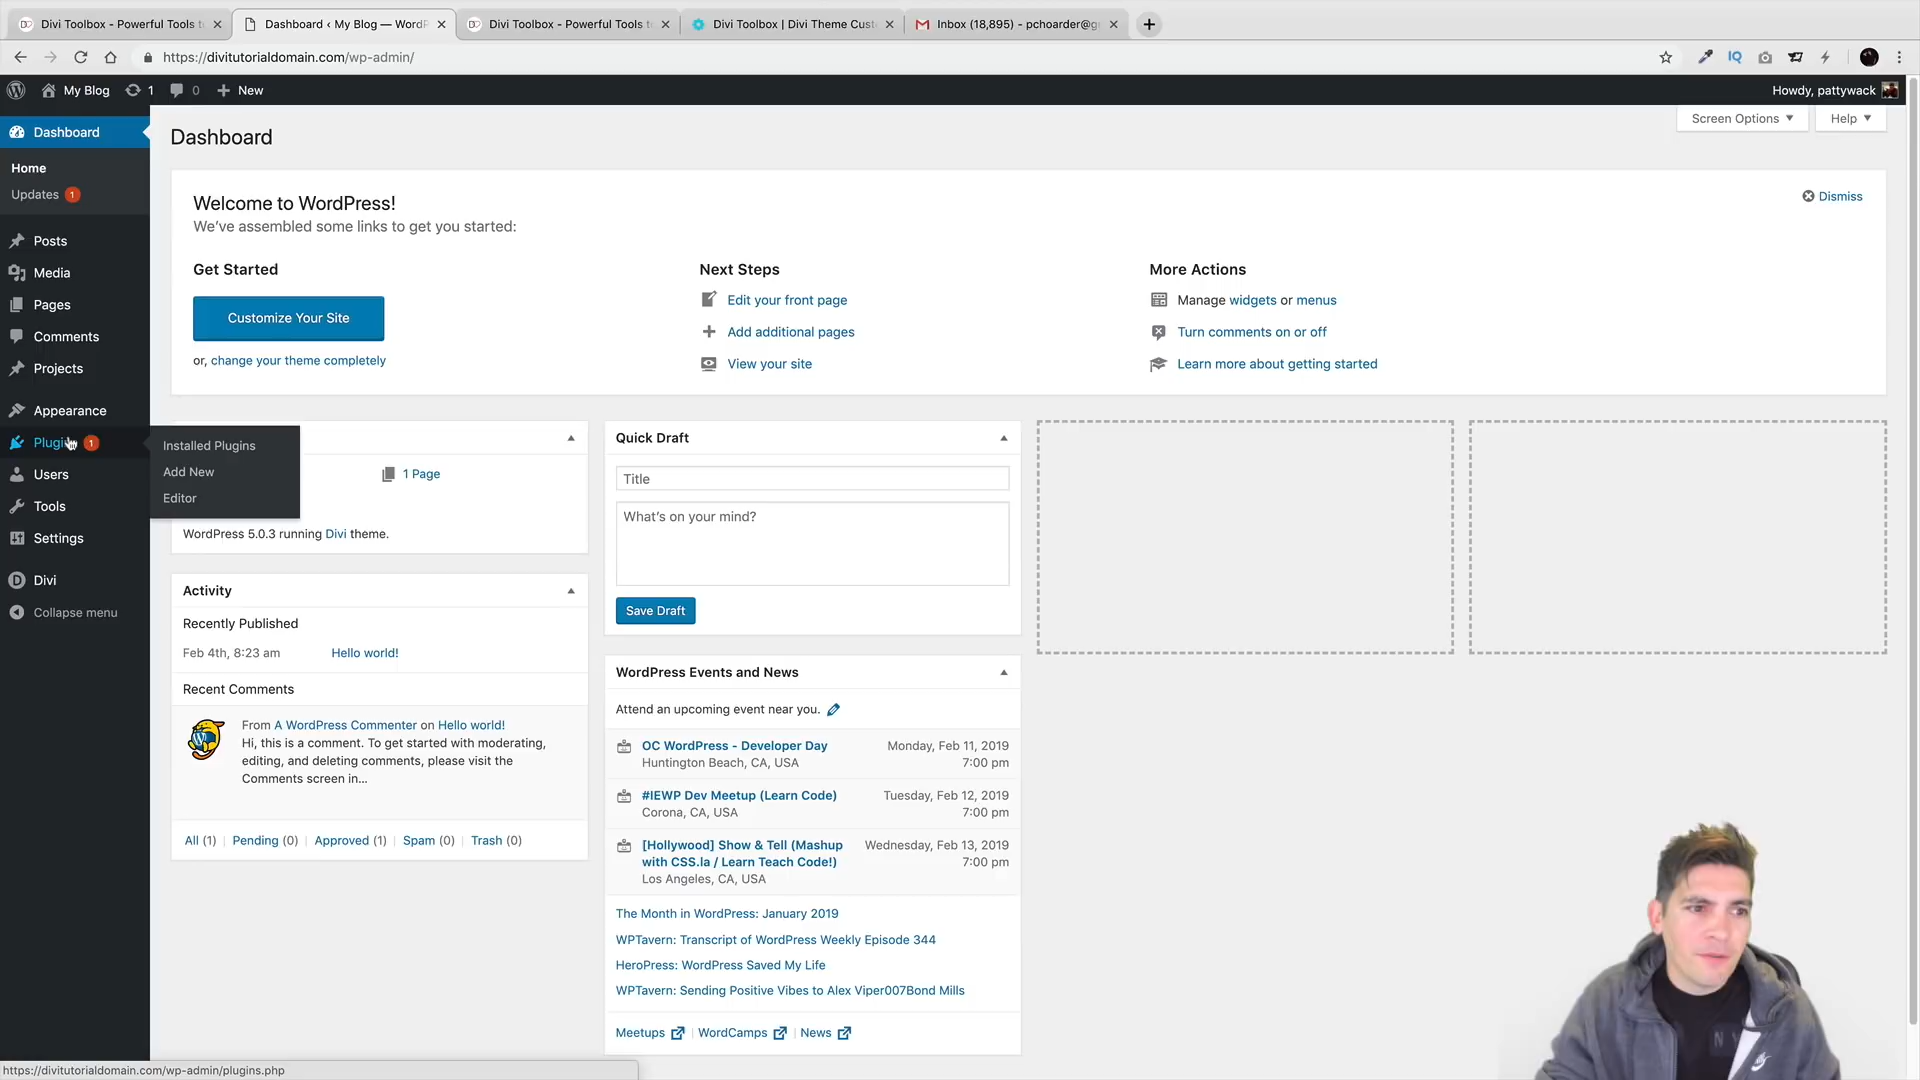 Divi Toolbox - Powerful Tools t
Dashboard ‹ My Blog — WordP
Divi Toolbox - Powerful Tools t
Divi Toolbox | Divi Theme Cust
Inbox (18,895) - pchoarder@g
https://divitutorialdomain.com/wp-admin/
IQ
My Blog
1
0
New
Howdy, pattywack
Dashboard
Home
Updates 1
Posts
Media
Pages
Comments
Projects
Appearance
Plugi 1
Users
Tools
Settings
Divi
Collapse menu
Installed Plugins
Add New
Editor
Dashboard
Screen Options
Help
Welcome to WordPress!
We've assembled some links to get you started:
Dismiss
Get Started
Customize Your Site
or, change your theme completely
Next Steps
Edit your front page
Add additional pages
View your site
More Actions
Manage widgets or menus
Turn comments on or off
Learn more about getting started
1 Page
WordPress 5.0.3 running Divi theme.
Activity
Recently Published
Feb 4th, 8:23 am Hello world!
Recent Comments
From A WordPress Commenter on Hello world!
Hi, this is a comment. To get started with moderating,
editing, and deleting comments, please visit the
Comments screen in…
All (1) | Pending (0) | Approved (1) | Spam (0) | Trash (0)
Quick Draft
Title
What's on your mind?
Save Draft
WordPress Events and News
Attend an upcoming event near you.
OC WordPress - Developer Day Monday, Feb 11, 2019
Huntington Beach, CA, USA 7:00 pm
#IEWP Dev Meetup (Learn Code) Tuesday, Feb 12, 2019
Corona, CA, USA 7:00 pm
[Hollywood] Show & Tell (Mashup Wednesday, Feb 13, 2019
with CSS.la / Learn Teach Code!) 7:00 pm
Los Angeles, CA, USA
The Month in WordPress: January 2019
WPTavern: Transcript of WordPress Weekly Episode 344
HeroPress: WordPress Saved My Life
WPTavern: Sending Positive Vibes to Alex Viper007Bond Mills
Meetups | WordCamps | News
https://divitutorialdomain.com/wp-admin/plugins.php